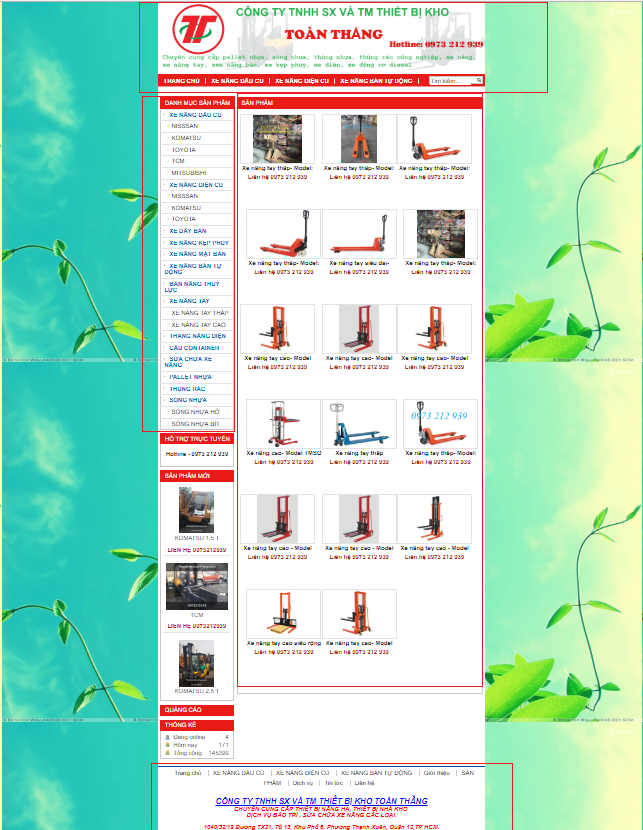 CÔNG TY TNHH SX VÀ TM THIẾT BỊ KHO
TOÀN THẮNG
Hotline: 0973 212 939
Chuyên cung cấp pallet nhựa, sóng nhựa, thùng nhựa, thùng rác công nghiệp, xe nâng,
xe nâng tay, xem nâng bàn, xe kẹp phuy, xe điện, xe động cơ diesel
TRANG CHỦ | XE NÂNG DẦU CU | XE NÂNG ĐIỆN CU | XE NÂNG BÁN TỰ ĐỘNG |
Tìm kiếm...
DANH MỤC SẢN PHẨM
XE NÂNG DẦU CU
NISSSAN
KOMATSU
TOYOTA
TCM
MITSUBISHI
XE NÂNG ĐIỆN CU
NISSSAN
KOMATSU
TOYOTA
XE ĐẨY BÀN
XE NÂNG KẸP PHUY
XE NÂNG MẶT BÀN
XE NÂNG BÁN TỰ
ĐỘNG
BÀN NÂNG THỦY
LỰC
XE NÂNG TAY
XE NÂNG TAY THẤP
XE NÂNG TAY CAO
THANG NÂNG ĐIỆN
CẦU CONTAINER
SỬA CHỮA XE
NÂNG
PALLET NHỰA
THÙNG RÁC
SÓNG NHỰA
SÓNG NHỰA HỞ
SÓNG NHỰA BÍT
HỖ TRỢ TRỰC TUYẾN
Hotline - 0973 212 939
SẢN PHẨM MỚI
KOMATSU 1,5 T
LIÊN HỆ 0973212939
TCM
LIÊN HỆ 0973212939
KOMATSU 2,5 T
QUẢNG CÁO
THỐNG KÊ
Đang online 4
Hôm nay 171
Tổng cộng 145399
SẢN PHẨM
Xe nâng tay thấp- Model: Xe nâng tay thấp- Model: Xe nâng tay thấp- Model:
Liên hệ 0973 212 939 Liên hệ 0973 212 939 Liên hệ 0973 212 939
Xe nâng tay thấp- Model: Xe nâng tay siêu dài- Xe nâng tay thấp- Model:
Liên hệ 0973 212 939 Liên hệ 0973 212 939 Liên hệ 0973 212 939
Xe nâng tay cao- Model Xe nâng tay cao- Model Xe nâng tay cao- Model
Liên hệ 0973 212 939 Liên hệ 0973 212 939 Liên hệ 0973 212 939
0973 212 939
Xe nâng cao- Model TMSO Xe nâng tay thấp Xe nâng tay thấp- Model:
Liên hệ 0973 212 939 Liên hệ 0973 212 939 Liên hệ 0973 212 939
Xe nâng tay cao - Model Xe nâng tay cao - Model Xe nâng tay cao - Model
Liên hệ 0973 212 939 Liên hệ 0973 212 939 Liên hệ 0973 212 939
Xe nâng tay cao siêu rộng Xe nâng tay cao- Model
Liên hệ 0973 212 939 Liên hệ 0973 212 939
Trang chủ | XE NÂNG DẦU CU | XE NÂNG ĐIỆN CU | XE NÂNG BÁN TỰ ĐỘNG | Giới thiệu | SẢN
PHẨM | Dịch vụ | Tin tức | Liên hệ
CÔNG TY TNHH SX VÀ TM THIẾT BỊ KHO TOÀN THẮNG
CHUYÊN CUNG CẤP THIẾT BỊ NÂNG HẠ, THIẾT BỊ NHÀ KHO
DỊCH VỤ BẢO TRÌ, SỬA CHỮA XE NÂNG CÁC LOẠI.
1040/32/19 Đường TX21, Tổ 13, Khu Phố 6, Phường Thạnh Xuân, Quận 12,TP HCM.